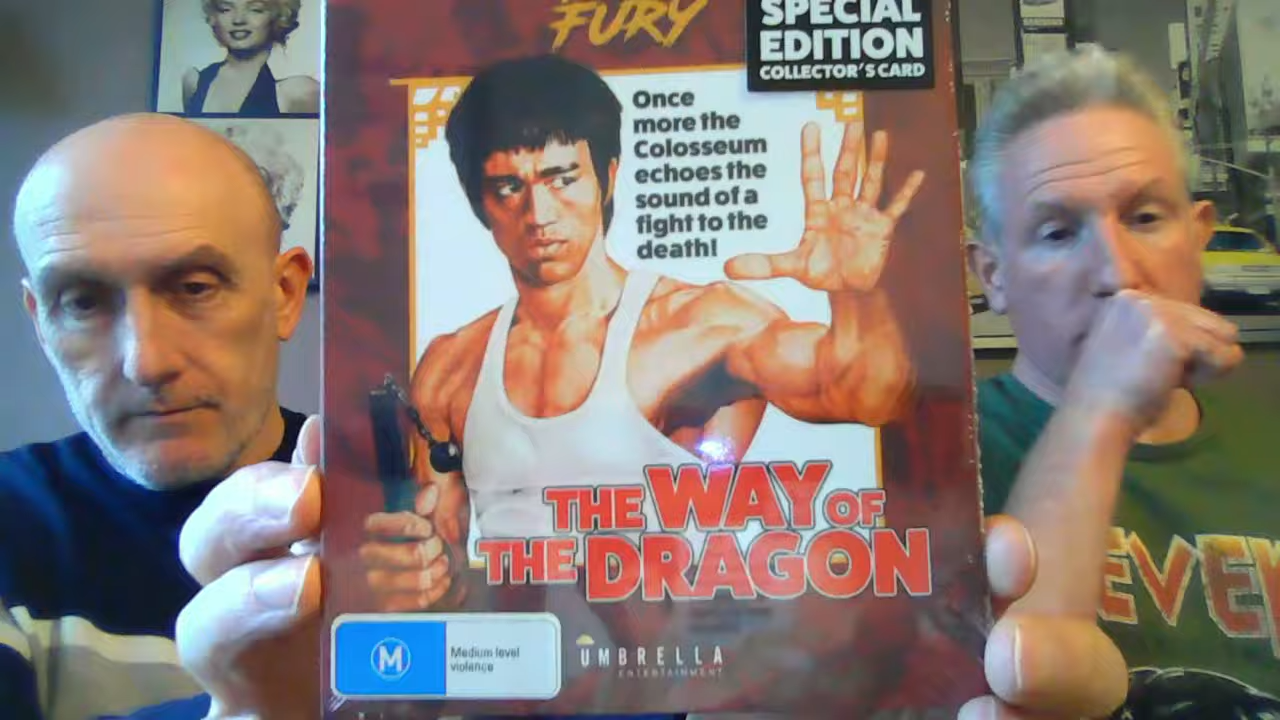 FURY
SPECIAL
EDITION
COLLECTOR'S CARD
Once
more the
Colosseum
echoes the
sound of a
fight to the
death!
THE WAY OF
THE DRAGON
M
Medium level
violence
UMBRELLA
ENTERTAINMENT
EVE